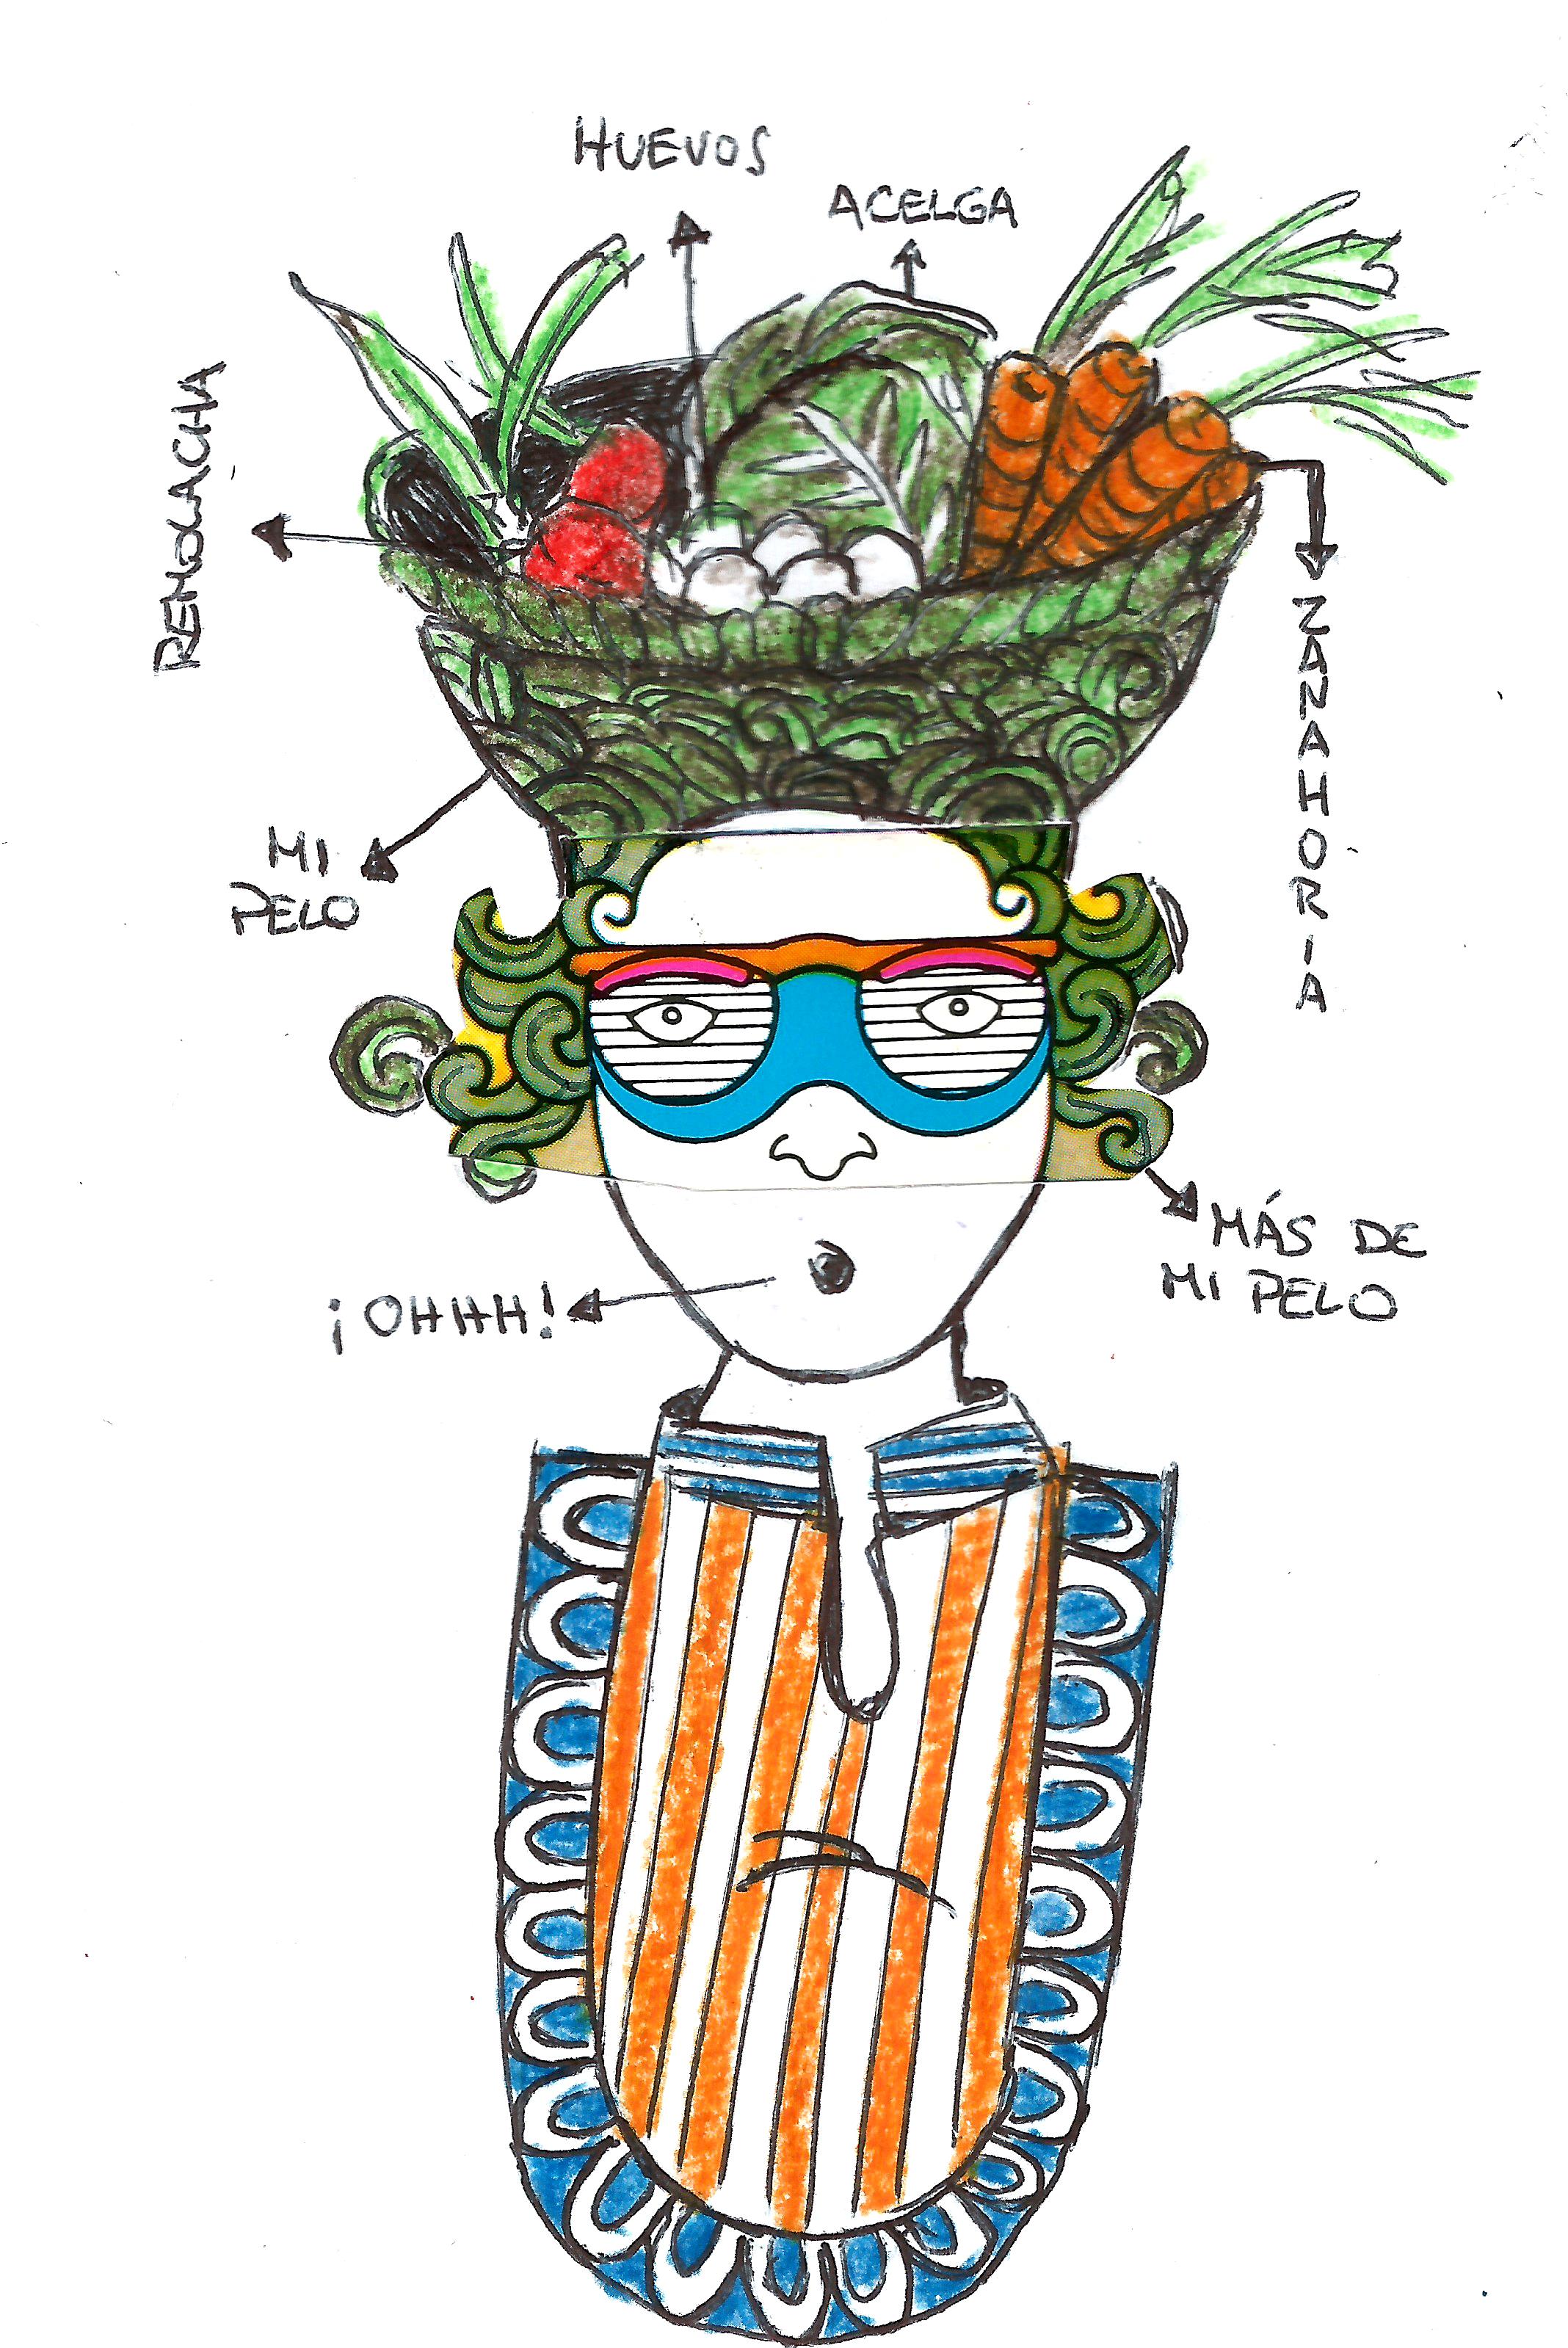 HUEVOS
ACELGA
REMOLACHA
ZANAHORIA
MI
PELO
MÁS DE
MI PELO
¡OHHH!